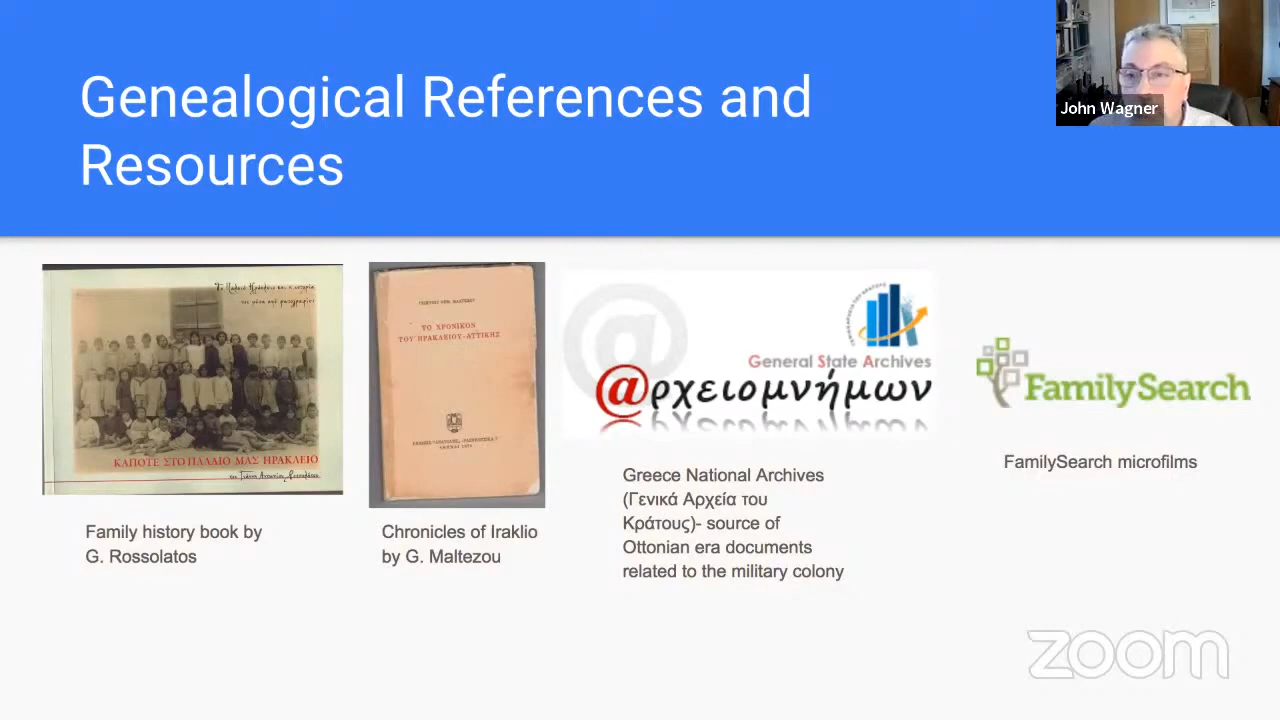 Genealogical References and
Resources
John Wagner
ΚΑΠΟΤΕ ΣΤΟ ΠΑΛΑΙΟ ΜΑΣ ΗΡΑΚΛΕΙΟ
Family history book by
G. Rossolatos
ΤΟ ΧΡΟΝΙΚΟΝ
ΤΟΥ ΗΡΑΚΛΕΙΟΥ-ΑΤΤΙΚΗΣ
Chronicles of Iraklio
by G. Maltezou
General State Archives
@ρχειομνήμων
Greece National Archives
(Γενικά Αρχεία του
Κράτους)- source of
Ottonian era documents
related to the military colony
FamilySearch
FamilySearch microfilms
zoom